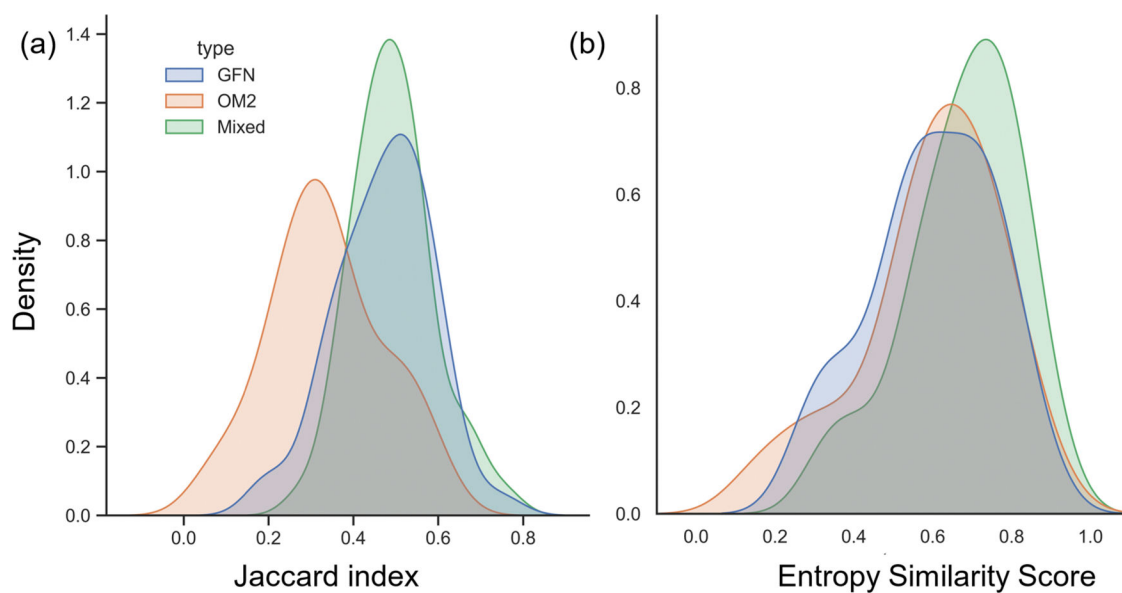 (a)
type
GFN
OM2
Mixed
Density
1.4
1.2
1.0
0.8
0.6
0.4
0.2
0.0
0.0 0.2 0.4 0.6 0.8
Jaccard index
(b)
0.8
0.6
0.4
0.2
0.0
0.0 0.2 0.4 0.6 0.8 1.0
Entropy Similarity Score